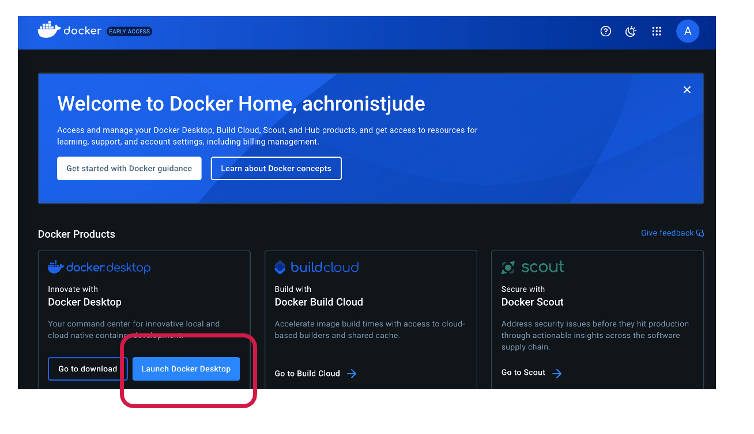 docker EARLY ACCESS
A
Welcome to Docker Home, achronistjude
Access and manage your Docker Desktop, Build Cloud, Scout, and Hub products, and get access to resources for
learning, support, and account settings, including billing management.
Get started with Docker guidance
Learn about Docker concepts
Docker Products
Give feedback
docker.desktop
Innovate with
Docker Desktop
Your command center for innovative local and
cloud native container development.
Go to download
Launch Docker Desktop
buildcloud
Build with
Docker Build Cloud
Accelerate image build times with access to cloud-
based builders and shared cache.
Go to Build Cloud
scout
Secure with
Docker Scout
Address security issues before they hit production
through actionable insights across the software
supply chain.
Go to Scout